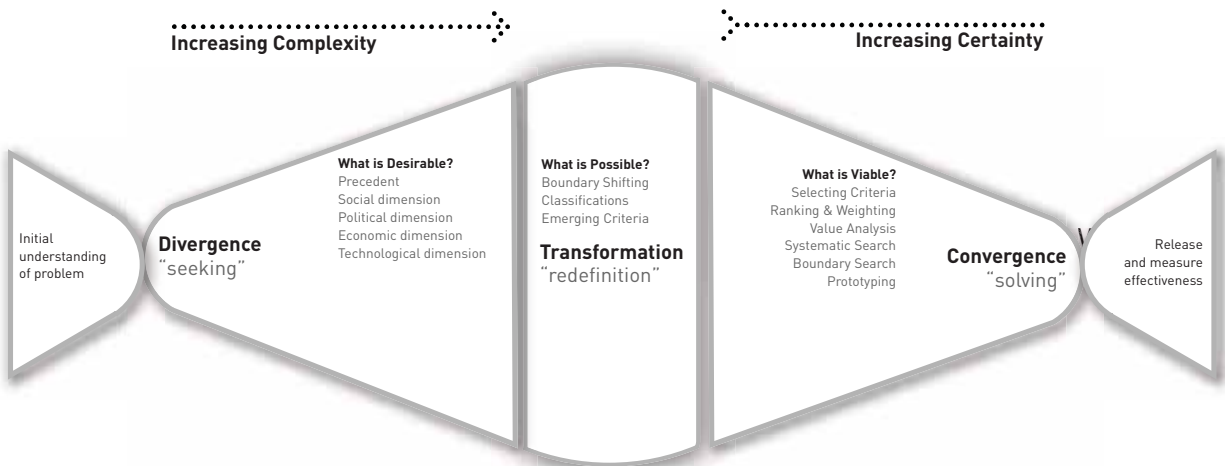 Increasing Complexity
Increasing Certainty
Initial
understanding
of problem
Divergence
“seeking”
What is Desirable?
Precedent
Social dimension
Political dimension
Economic dimension
Technological dimension
What is Possible?
Boundary Shifting
Classifications
Emerging Criteria
Transformation
“redefinition”
What is Viable?
Selecting Criteria
Ranking & Weighting
Value Analysis
Systematic Search
Boundary Search
Prototyping
Convergence
“solving”
Release
and measure
effectiveness